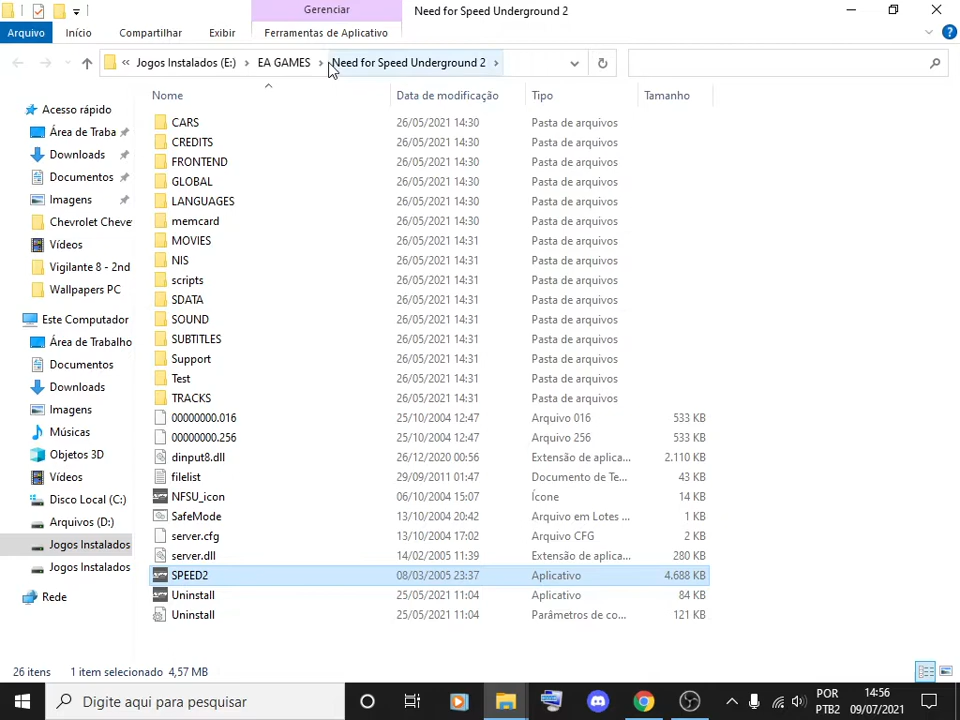 Gerenciar
Need for Speed Underground 2
Arquivo
Início
Compartilhar
Exibir
Ferramentas de Aplicativo
« Jogos Instalados (E:) › EA GAMES › Need for Speed Underground 2 ›
Nome
Data de modificação
Tipo
Tamanho
Acesso rápido
Área de Traba
Downloads
Documentos
Imagens
Chevrolet Cheve
Vídeos
Vigilante 8 - 2nd
Wallpapers PC
Este Computador
Área de Trabalho
Documentos
Downloads
Imagens
Músicas
Objetos 3D
Vídeos
Disco Local (C:)
Arquivos (D:)
Jogos Instalados
Jogos Instalados
Rede
CARS 26/05/2021 14:30 Pasta de arquivos
CREDITS 26/05/2021 14:30 Pasta de arquivos
FRONTEND 26/05/2021 14:30 Pasta de arquivos
GLOBAL 26/05/2021 14:30 Pasta de arquivos
LANGUAGES 26/05/2021 14:30 Pasta de arquivos
memcard 26/05/2021 14:30 Pasta de arquivos
MOVIES 26/05/2021 14:31 Pasta de arquivos
NIS 26/05/2021 14:31 Pasta de arquivos
scripts 26/05/2021 14:31 Pasta de arquivos
SDATA 26/05/2021 14:31 Pasta de arquivos
SOUND 26/05/2021 14:31 Pasta de arquivos
SUBTITLES 26/05/2021 14:31 Pasta de arquivos
Support 26/05/2021 14:31 Pasta de arquivos
Test 26/05/2021 14:31 Pasta de arquivos
TRACKS 26/05/2021 14:31 Pasta de arquivos
00000000.016 25/10/2004 12:47 Arquivo 016 533 KB
00000000.256 25/10/2004 12:47 Arquivo 256 533 KB
dinput8.dll 26/12/2020 00:56 Extensão de aplica... 2.110 KB
filelist 29/09/2011 01:47 Documento de Te... 43 KB
NFSU_icon 06/10/2004 15:07 Ícone 14 KB
SafeMode 13/10/2004 20:42 Arquivo em Lotes ... 1 KB
server.cfg 13/10/2004 17:02 Arquivo CFG 2 KB
server.dll 14/02/2005 11:39 Extensão de aplica... 280 KB
SPEED2 08/03/2005 23:37 Aplicativo 4.688 KB
Uninstall 25/05/2021 11:04 Aplicativo 84 KB
Uninstall 25/05/2021 11:04 Parâmetros de co... 121 KB
26 itens 1 item selecionado 4,57 MB
Digite aqui para pesquisar
POR
PTB2
14:56
09/07/2021